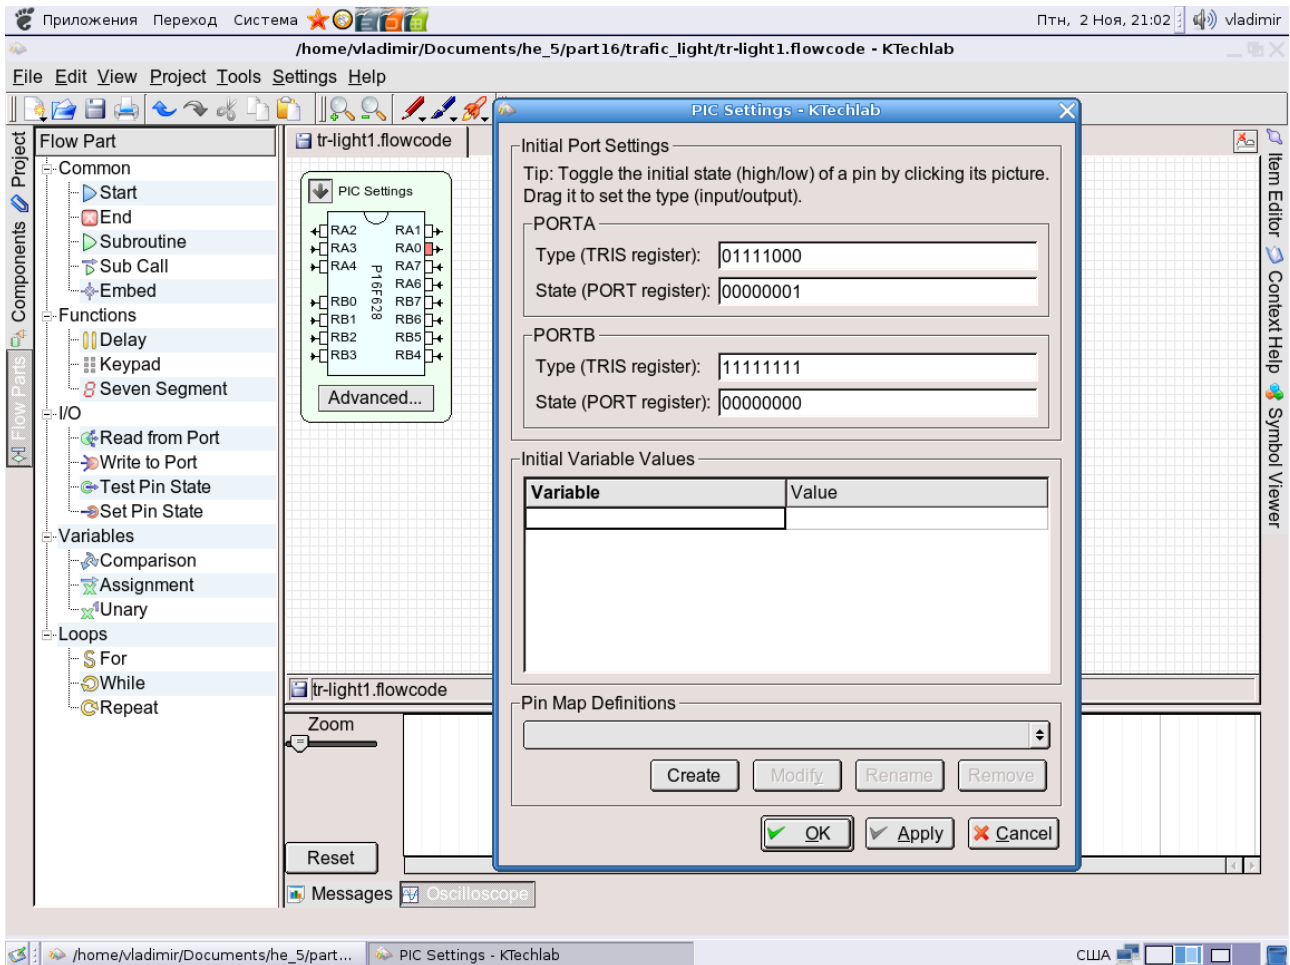 Приложения Переход Система Птн, 2 Ноя, 21:02 vladimir
/home/vladimir/Documents/he_5/part16/trafic_light/tr-light1.flowcode - KTechlab
File Edit View Project Tools Settings Help
Project
Components
Flow Parts
Flow Part
Common
Start
End
Subroutine
Sub Call
Embed
Functions
Delay
Keypad
Seven Segment
I/O
Read from Port
Write to Port
Test Pin State
Set Pin State
Variables
Comparison
Assignment
Unary
Loops
For
While
Repeat
tr-light1.flowcode
PIC Settings
RA2 RA1
RA3 RA0
RA4 RA7
RA6
RB0 RB7
RB1 RB6
RB2 RB5
RB3 RB4
P16F628
Advanced...
tr-light1.flowcode
Zoom
Reset
Messages Oscilloscope
PIC Settings - KTechlab
Initial Port Settings
Tip: Toggle the initial state (high/low) of a pin by clicking its picture.
Drag it to set the type (input/output).
PORTA
Type (TRIS register): 01111000
State (PORT register): 00000001
PORTB
Type (TRIS register): 11111111
State (PORT register): 00000000
Initial Variable Values
Variable Value
Pin Map Definitions
Create Modify Rename Remove
OK Apply Cancel
Item Editor
Context Help
Symbol Viewer
/home/vladimir/Documents/he_5/part... PIC Settings - KTechlab США